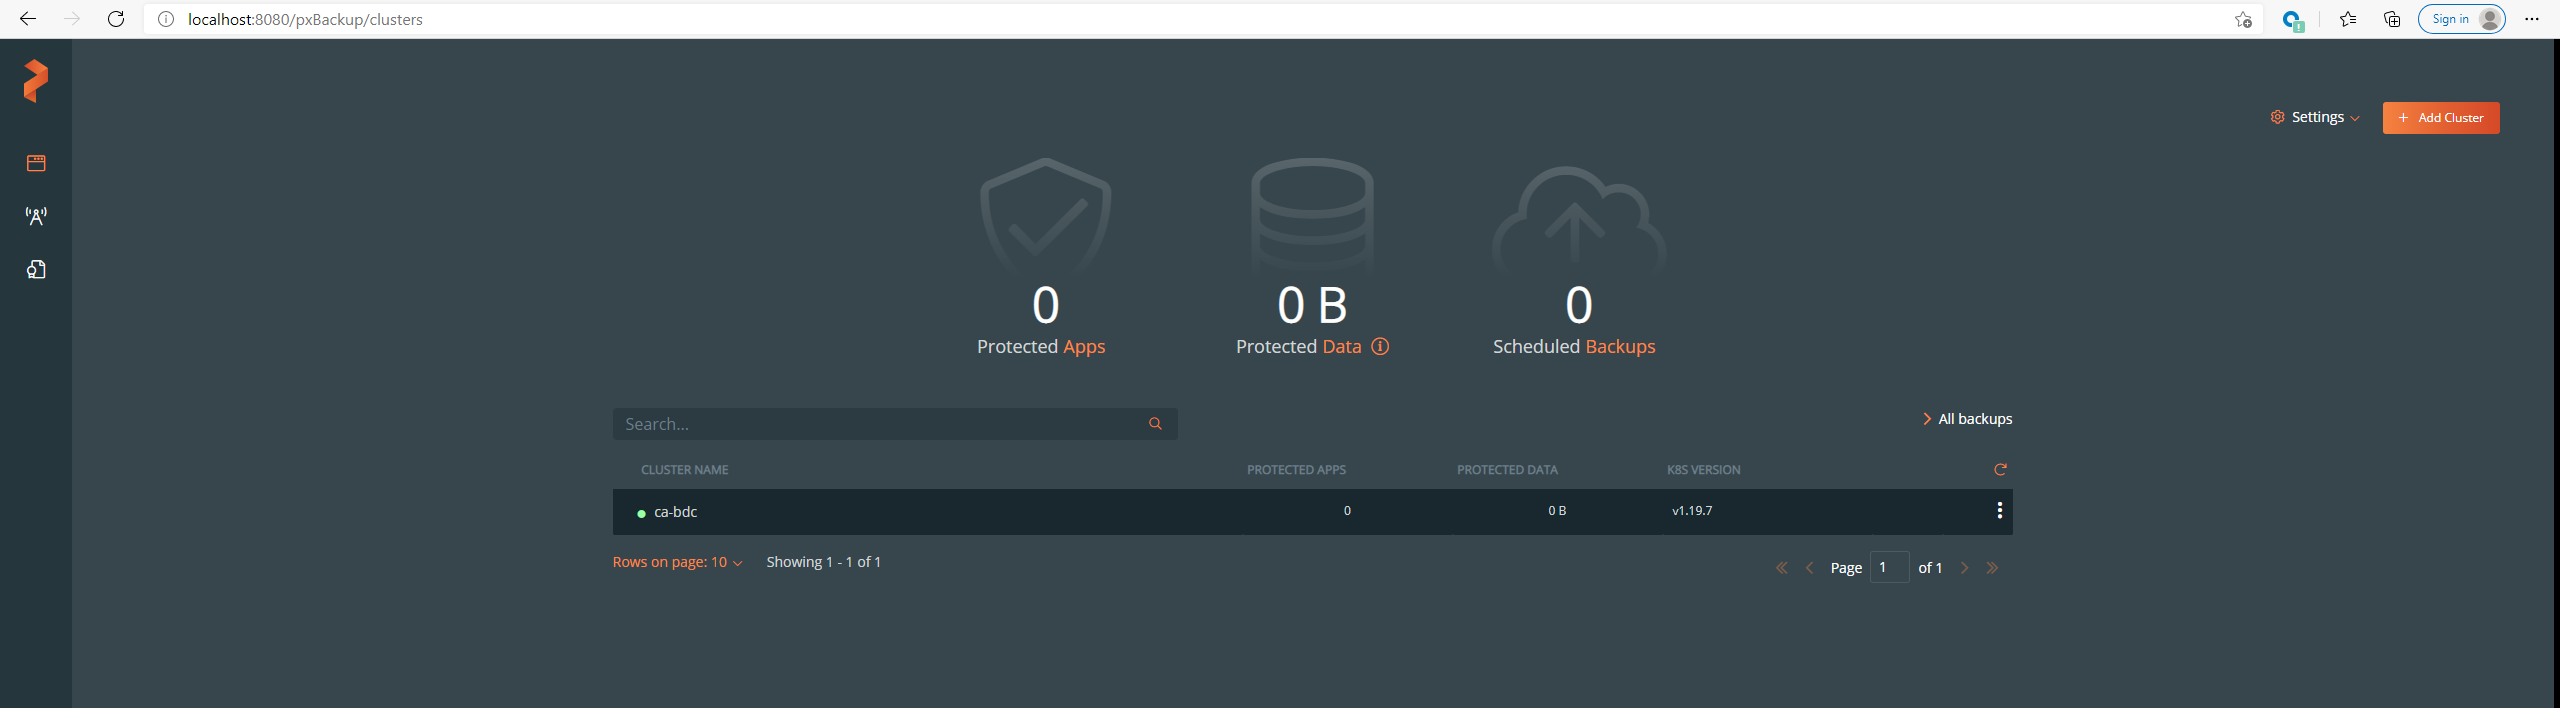 localhost:8080/pxBackup/clusters
Sign in
Settings
+ Add Cluster
0
Protected Apps
0 B
Protected Data
0
Scheduled Backups
Search...
All backups
CLUSTER NAME PROTECTED APPS PROTECTED DATA K8S VERSION
ca-bdc 0 0 B v1.19.7
Rows on page: 10 Showing 1 - 1 of 1
Page 1 of 1